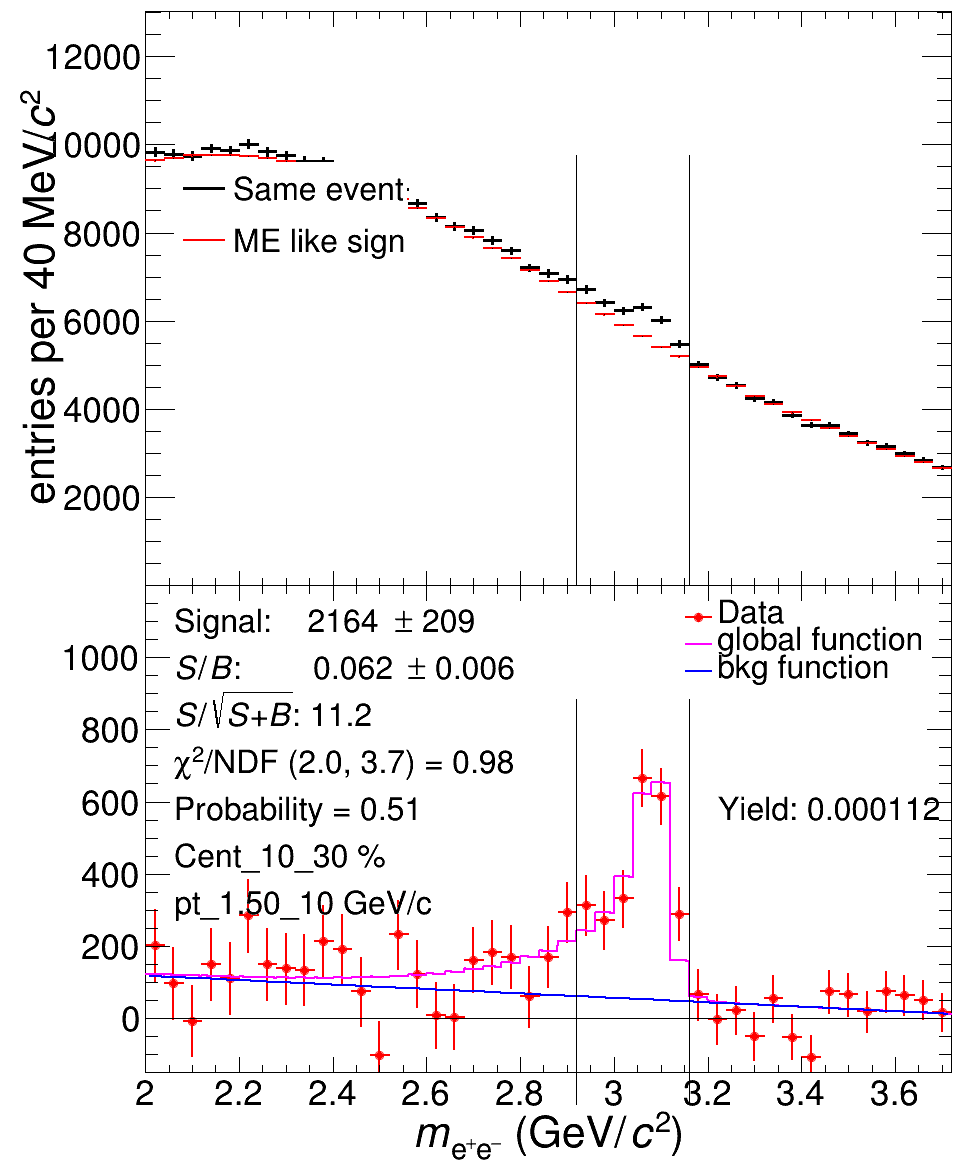 entries per 40 MeV/c²
12000
10000
8000
6000
4000
2000
Same event
ME like sign
Signal: 2164 ± 209
S/B: 0.062 ± 0.006
S/√S+B: 11.2
χ²/NDF (2.0, 3.7) = 0.98
Probability = 0.51
Cent_10_30 %
pt_1.50_10 GeV/c
Data
global function
bkg function
Yield: 0.000112
1000
800
600
400
200
0
2 2.2 2.4 2.6 2.8 3 3.2 3.4 3.6
mₑ⁺ₑ⁻ (GeV/c²)